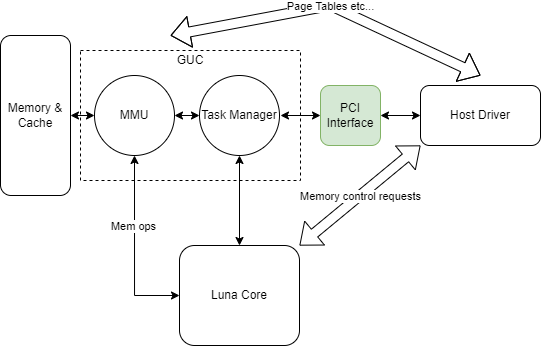 Page Tables etc...
GUC
Memory &
Cache
MMU
Task Manager
PCI
Interface
Host Driver
Memory control requests
Mem ops
Luna Core